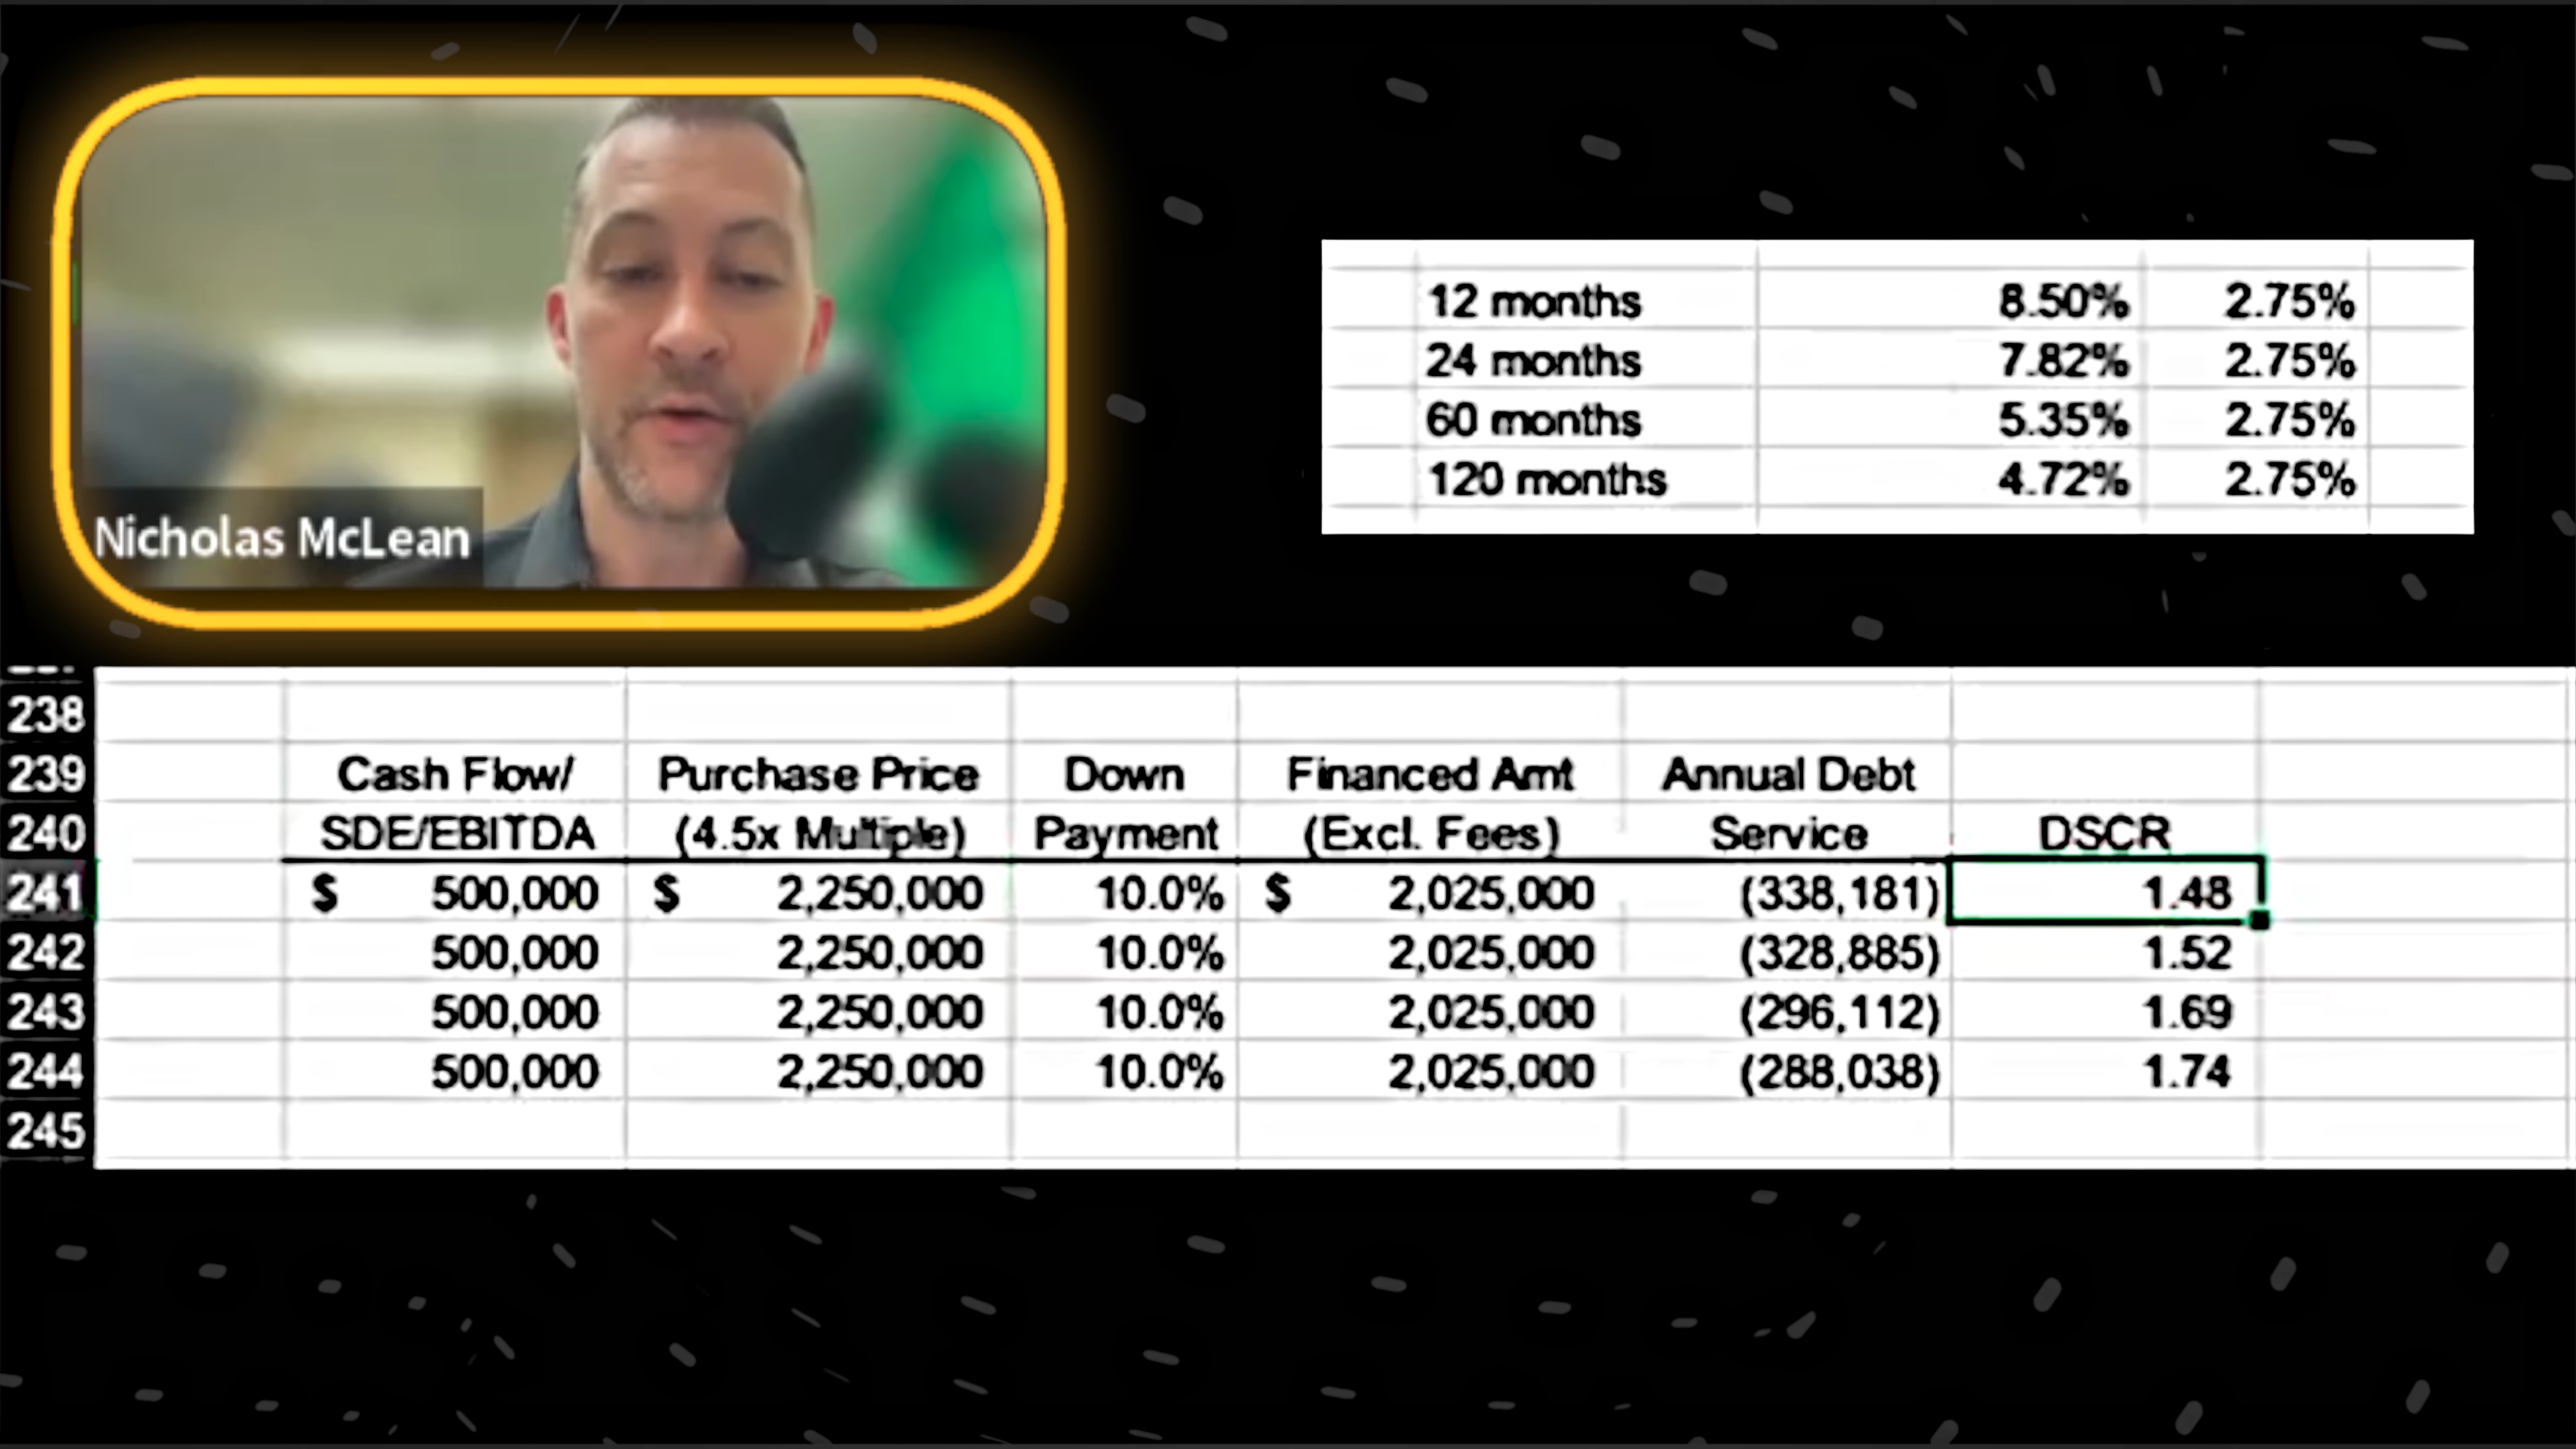 Nicholas McLean
12 months 8.50% 2.75%
24 months 7.82% 2.75%
60 months 5.35% 2.75%
120 months 4.72% 2.75%
238
239 Cash Flow/ Purchase Price Down Financed Amt Annual Debt
240 SDE/EBITDA (4.5x Multiple) Payment (Excl. Fees) Service DSCR
241 $ 500,000 $ 2,250,000 10.0% $ 2,025,000 (338,181) 1.48
242 500,000 2,250,000 10.0% 2,025,000 (328,885) 1.52
243 500,000 2,250,000 10.0% 2,025,000 (296,112) 1.69
244 500,000 2,250,000 10.0% 2,025,000 (288,038) 1.74
245